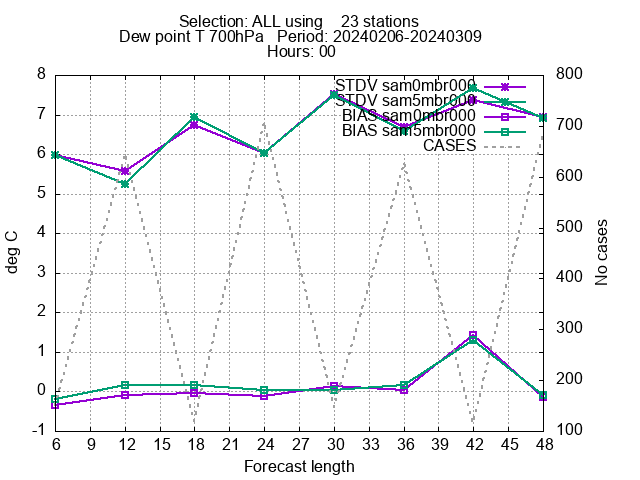 Selection: ALL using    23 stations
Dew point T 700hPa   Period: 20240206-20240309
Hours: 00
STDV sam0mbr000
STDV sam5mbr000
BIAS sam0mbr000
BIAS sam5mbr000
CASES
8
7
6
5
4
3
2
1
0
-1
deg C
800
700
600
500
400
300
200
100
No cases
6 9 12 15 18 21 24 27 30 33 36 39 42 45 48
Forecast length